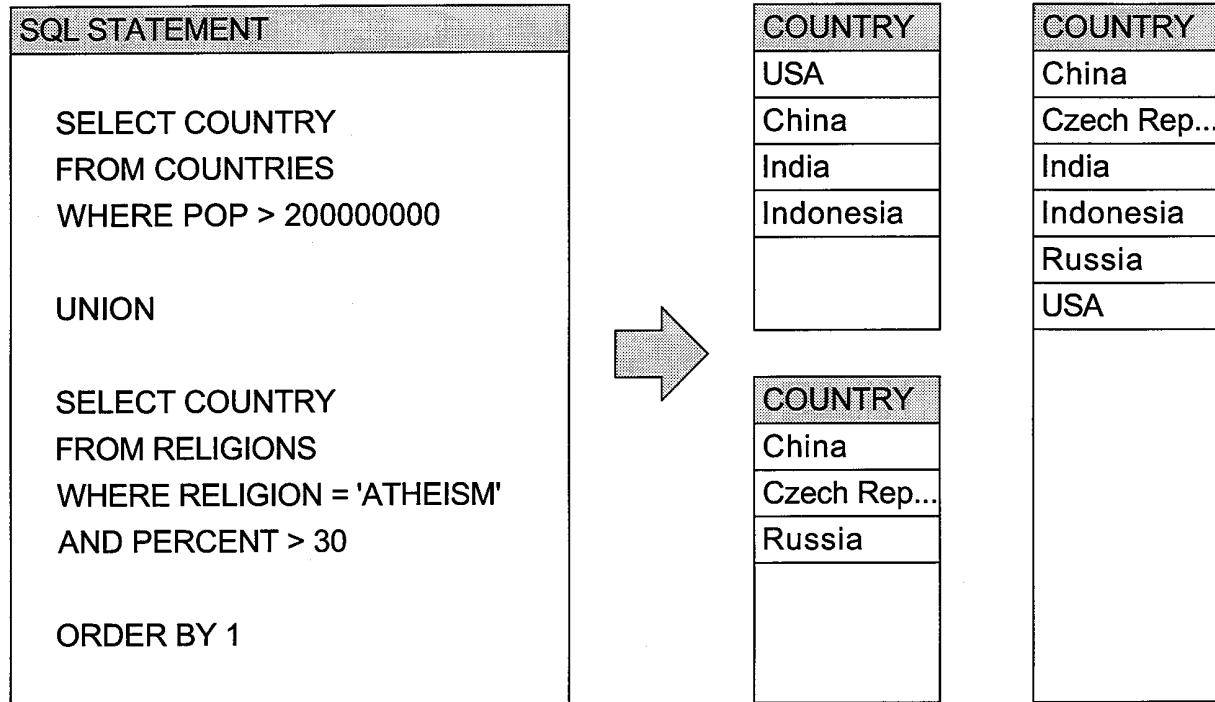 SQL STATEMENT
SELECT COUNTRY
FROM COUNTRIES
WHERE POP > 200000000
UNION
SELECT COUNTRY
FROM RELIGIONS
WHERE RELIGION = 'ATHEISM'
AND PERCENT > 30
ORDER BY 1
COUNTRY
USA
China
India
Indonesia
COUNTRY
China
Czech Rep...
Russia
COUNTRY
China
Czech Rep...
India
Indonesia
Russia
USA